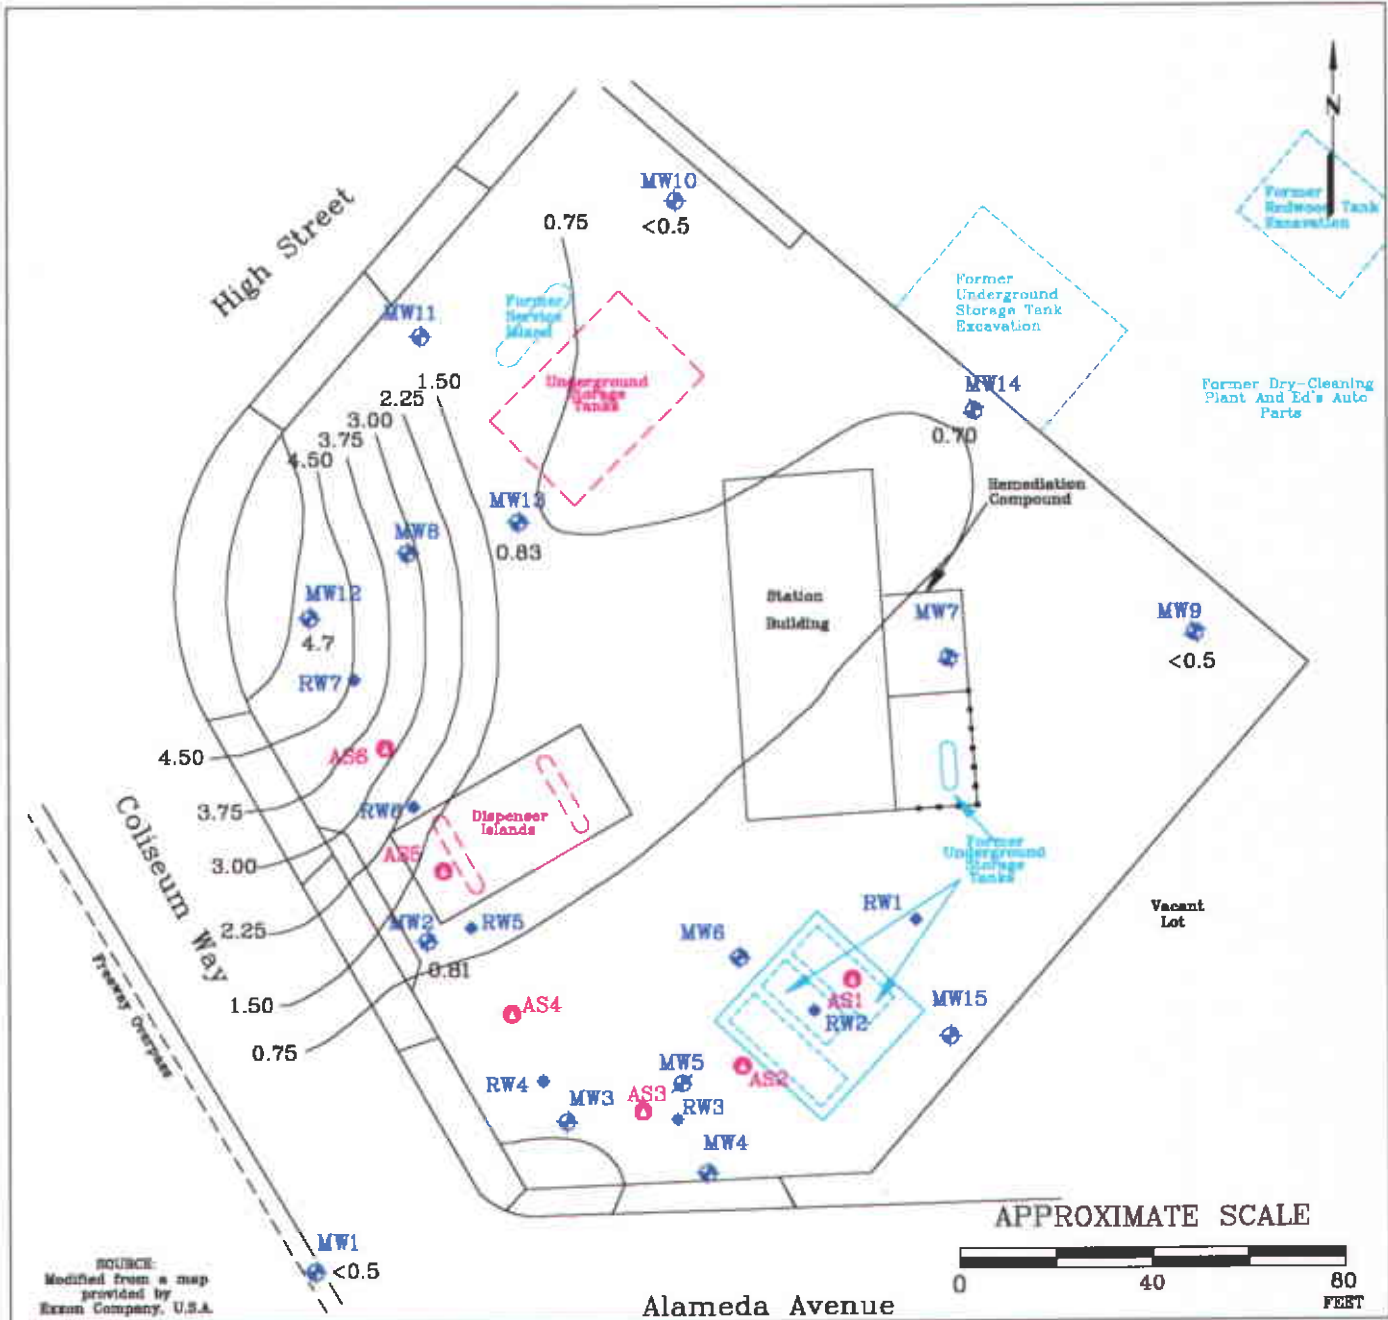 N
MW10
<0.5
0.75
High Street
Former
Redwood Tank
Excavation
Former
Underground
Storage Tank
Excavation
Former
Service
Island
MW11
Underground
Storage
Tanks
1.50
2.25
3.00
3.75
4.50
MW14
0.70
Former Dry-Cleaning
Plant And Ed's Auto
Parts
Remediation
Compound
MW13
0.83
MW8
MW12
4.7
RW7
Station
Building
MW7
MW9
<0.5
4.50
AS6
3.75
RW6
Dispenser
Islands
3.00
AS5
Coliseum Way
Freeway Overpass
2.25
MW2
RW5
0.81
1.50
0.75
Former
Underground
Storage
Tanks
RW1
Vacant
Lot
MW6
AS1
RW2
MW15
AS4
RW4
MW3
AS3
MW5
RW3
AS2
MW4
MW1
<0.5
SOURCE:
Modified from a map
provided by
Exxon Company, U.S.A.
Alameda Avenue
APPROXIMATE SCALE
0 40 80
FEET